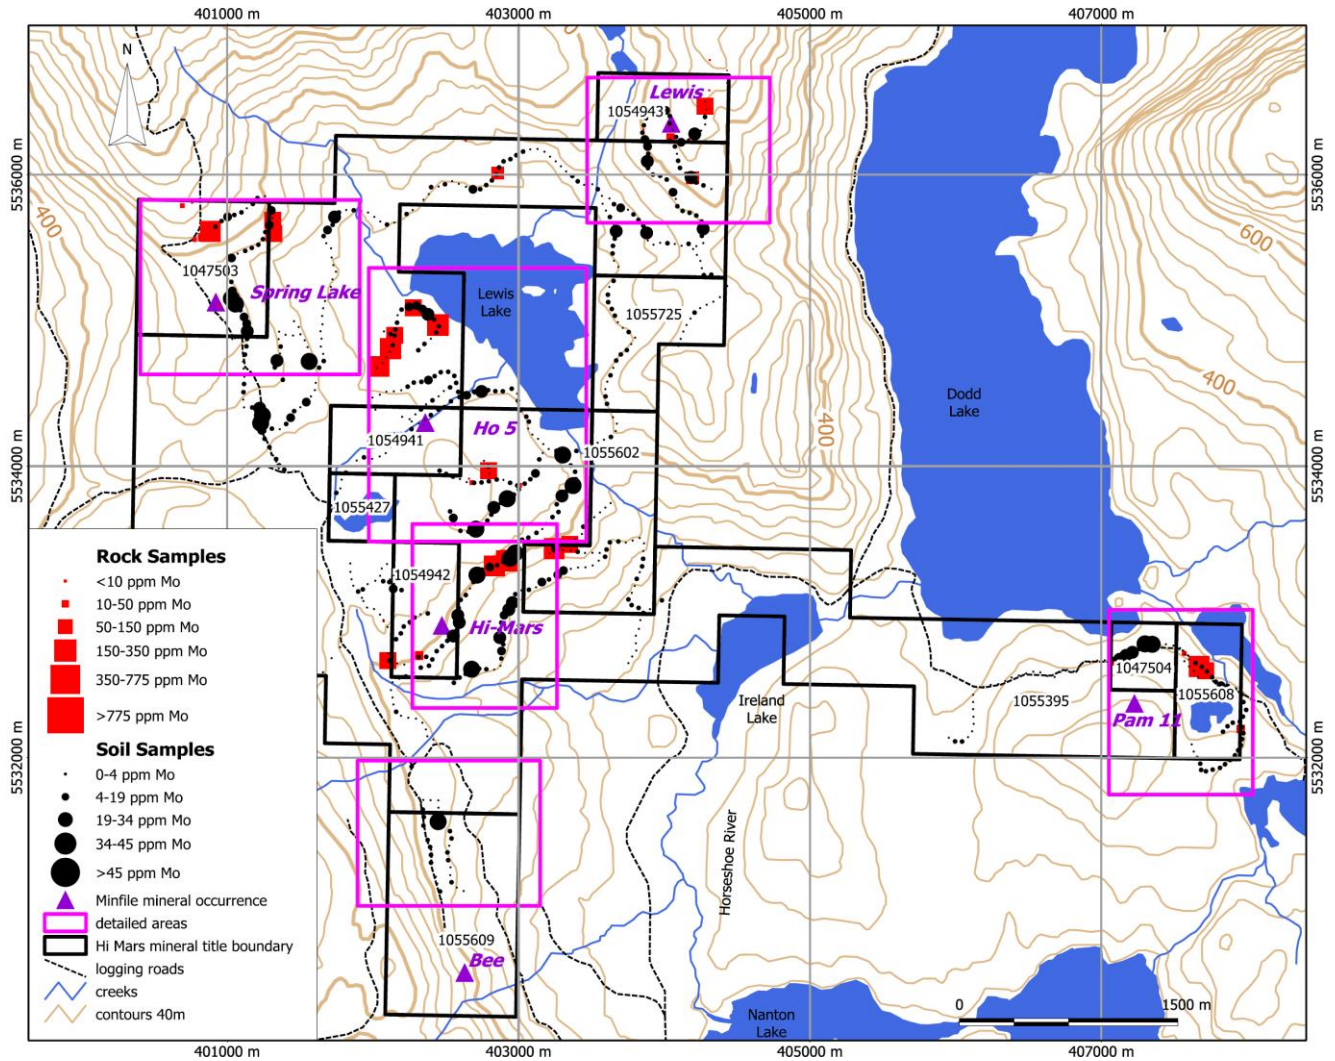 401000 m
403000 m
405000 m
407000 m
N
Lewis
1054943
5536000 m
5536000 m
400
600
1047503
Spring Lake
Lewis
Lake
1055725
400
Dodd
Lake
Ho 5
1054941
400
1055602
5534000 m
5534000 m
1055427
Rock Samples
<10 ppm Mo
10-50 ppm Mo
50-150 ppm Mo
150-350 ppm Mo
350-775 ppm Mo
>775 ppm Mo
Soil Samples
0-4 ppm Mo
4-19 ppm Mo
19-34 ppm Mo
34-45 ppm Mo
>45 ppm Mo
Minfile mineral occurrence
detailed areas
Hi Mars mineral title boundary
logging roads
creeks
contours 40m
1054942
Hi-Mars
1047504
1055608
1055395
Pam 11
Ireland
Lake
5532000 m
5532000 m
Horseshoe River
1055609
Bee
Nanton
Lake
0
1500 m
401000 m
403000 m
405000 m
407000 m